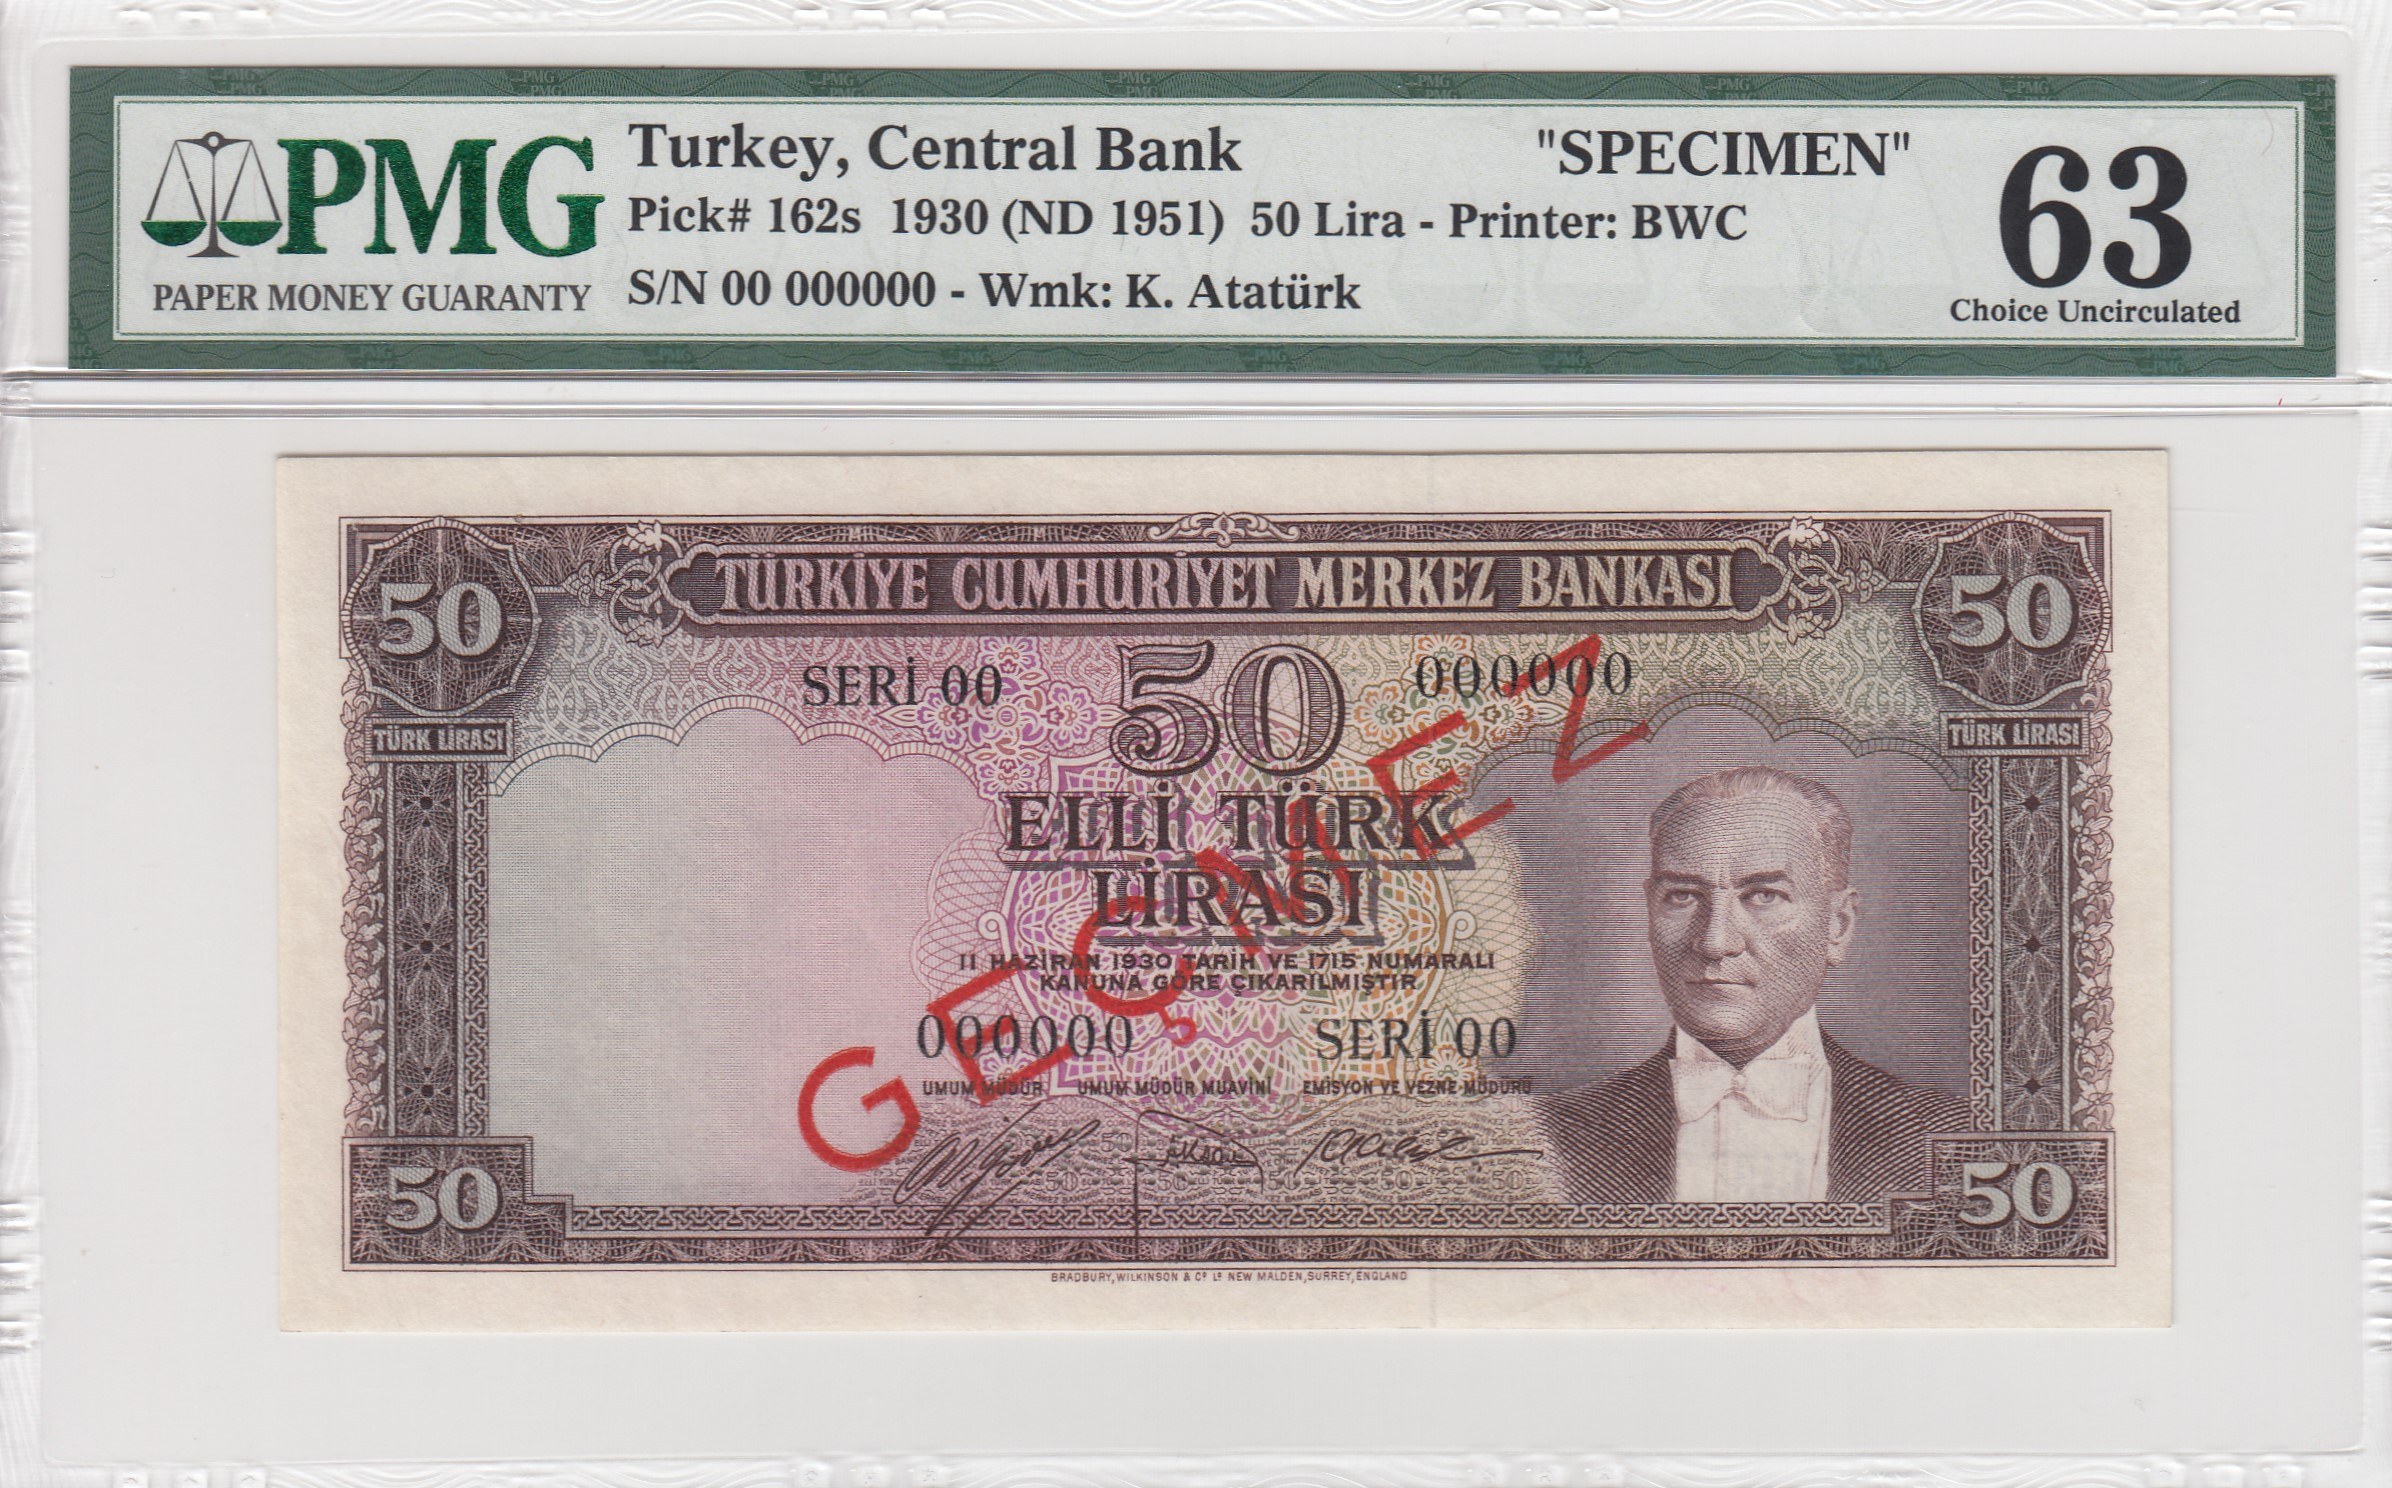 PMG
PAPER MONEY GUARANTY
Turkey, Central Bank "SPECIMEN"
Pick# 162s 1930 (ND 1951) 50 Lira - Printer: BWC
S/N 00 000000 - Wmk: K. Atatürk
63
Choice Uncirculated
TÜRKİYE CUMHURİYET MERKEZ BANKASI
50
50
SERİ 00
50
000000
TÜRK LİRASI
TÜRK LİRASI
ELLİ TÜRK
LİRASI
GEÇMEZ
11 HAZİRAN 1930 TARİH VE 1715 NUMARALI
KANUNA GÖRE ÇIKARILMIŞTIR
000000 SERİ 00
UMUM MÜDÜR UMUM MÜDÜR MUAVİNİ EMİSYON VE VEZNE MÜDÜRÜ
50
50
BRADBURY, WILKINSON & Cº Lº NEW MALDEN, SURREY, ENGLAND